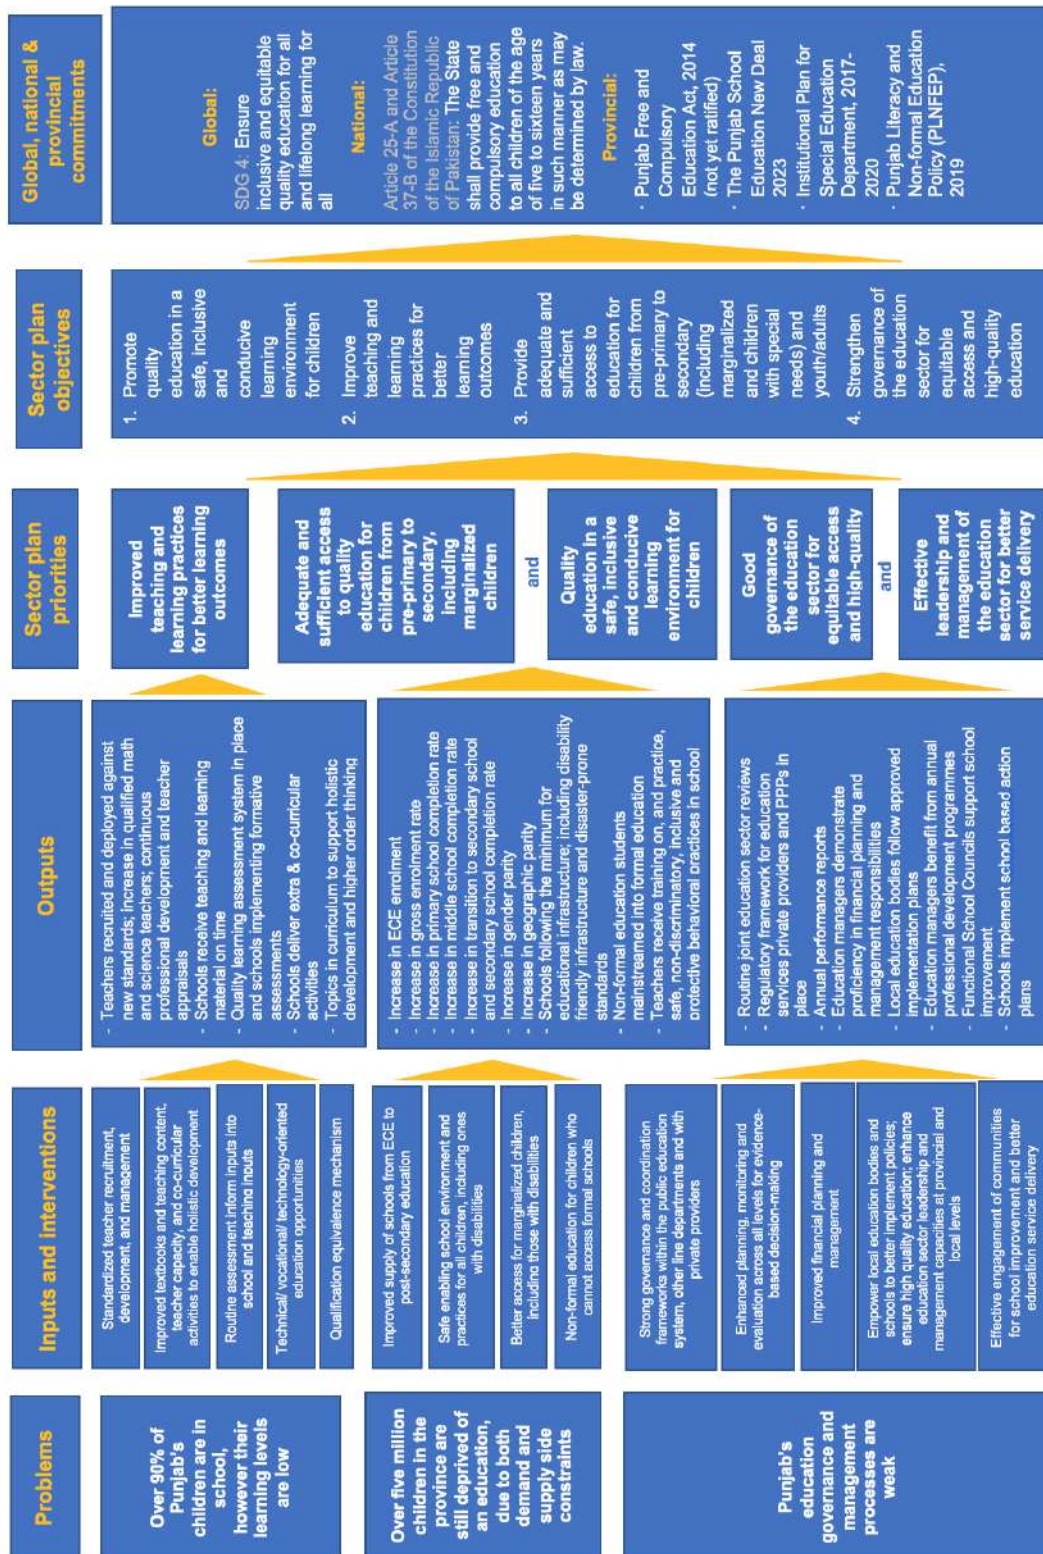 Problems
Inputs and interventions
Outputs
Sector plan
priorities
Sector plan
objectives
Global, national &
provincial
commitments
Over 90% of
Punjab's
children are in
school,
however their
learning levels
are low
Over five million
children in the
province are
still deprived of
an education,
due to both
demand and
supply side
constraints
Punjab's
education
governance and
management
processes are
weak
Standardized teacher recruitment,
development, and management
Improved textbooks and teaching content,
teacher capacity, and co-curricular
activities to enable holistic development
Routine assessment inform inputs into
school and teaching inputs
Technical/ vocational/ technology-oriented
education opportunities
Qualification equivalence mechanism
Improved supply of schools from ECE to
post-secondary education
Safe enabling school environment and
practices for all children, including ones
with disabilities
Better access for marginalized children,
including those with disabilities
Non-formal education for children who
cannot access formal schools
Strong governance and coordination
frameworks within the public education
system, other line departments and with
private providers
Enhanced planning, monitoring and
evaluation across all levels for evidence-
based decision-making
Improved financial planning and
management
Empower local education bodies and
schools to better implement policies;
ensure high quality education; enhance
education sector leadership and
management capacities at provincial and
local levels
Effective engagement of communities
for school improvement and better
education service delivery
- Teachers recruited and deployed against
new standards; increase in qualified math
and science teachers; continuous
professional development and teacher
appraisals
- Schools receive teaching and learning
material on time
- Quality learning assessment system in place
and schools implementing formative
assessments
- Schools deliver extra & co-curricular
activities
- Topics in curriculum to support holistic
development and higher order thinking
- Increase in ECE enrolment
- Increase in gross enrolment rate
- Increase in primary school completion rate
- Increase in middle school completion rate
- Increase in transition to secondary school
and secondary school completion rate
- Increase in gender parity
- Increase in geographic parity
- Schools following the minimum for
educational infrastructure; including disability
friendly infrastructure and disaster-prone
standards
- Non-formal education students
mainstreamed into formal education
- Teachers receive training on, and practice,
safe, non-discriminatory, inclusive and
protective behavioral practices in school
- Routine joint education sector reviews
- Regulatory framework for education
services private providers and PPPs in
place
- Annual performance reports
- Education managers demonstrate
proficiency in financial planning and
management responsibilities
- Local education bodies follow approved
implementation plans
- Education managers benefit from annual
professional development programmes
- Functional School Councils support school
improvement
- Schools implement school based action
plans
Improved
teaching and
learning practices
for better learning
outcomes
Adequate and
sufficient access
to quality
education for
children from
pre-primary to
secondary,
including
marginalized
children
and
Quality
education in a
safe, inclusive
and conducive
learning
environment for
children
Good
governance of
the education
sector for
equitable access
and high-quality
and
Effective
leadership and
management of
the education
sector for better
service delivery
1. Promote
quality
education in a
safe, inclusive
and
conducive
learning
environment
for children
2. Improve
teaching and
learning
practices for
better
learning
outcomes
3. Provide
adequate and
sufficient
access to
education for
children from
pre-primary to
secondary
(including
marginalized
and children
with special
needs) and
youth/adults
4. Strengthen
governance of
the education
sector for
equitable
access and
high-quality
education
Global:
SDG 4: Ensure
inclusive and equitable
quality education for all
and lifelong learning for
all
National:
Article 25-A and Article
37-B of the Constitution
of the Islamic Republic
of Pakistan: The State
shall provide free and
compulsory education
to all children of the age
of five to sixteen years
in such manner as may
be determined by law.
Provincial:
· Punjab Free and
Compulsory
Education Act, 2014
(not yet ratified)
· The Punjab School
Education New Deal
2023
· Institutional Plan for
Special Education
Department, 2017-
2020
· Punjab Literacy and
Non-formal Education
Policy (PLNFEP),
2019